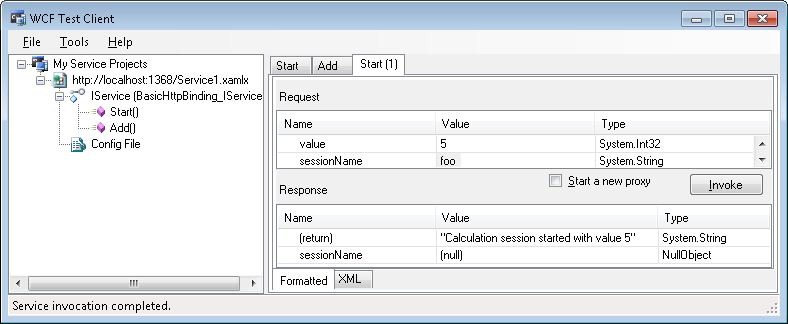 WCF Test Client
File Tools Help
My Service Projects
http://localhost:1368/Service1.xamlx
IService (BasicHttpBinding_IService
Start()
Add()
Config File
Start Add Start (1)
Request
Name Value Type
value 5 System.Int32
sessionName foo System.String
Start a new proxy Invoke
Response
Name Value Type
(return) "Calculation session started with value 5" System.String
sessionName (null) NullObject
Formatted XML
Service invocation completed.